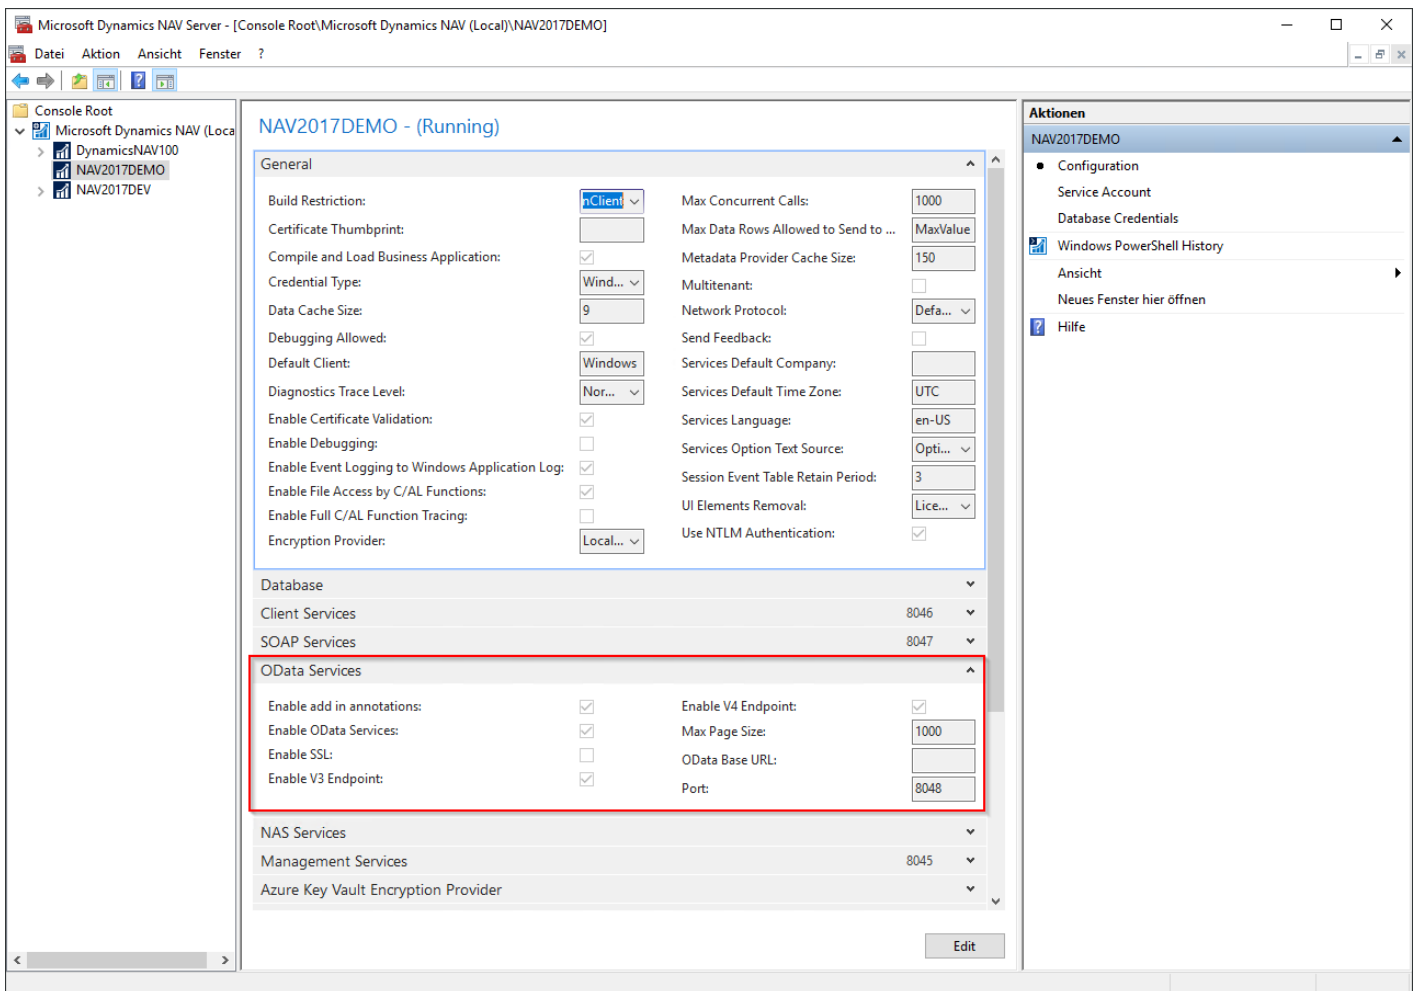 Microsoft Dynamics NAV Server - [Console Root\Microsoft Dynamics NAV (Local)\NAV2017DEMO]
Datei Aktion Ansicht Fenster ?
Console Root
Microsoft Dynamics NAV (Loca
DynamicsNAV100
NAV2017DEMO
NAV2017DEV
NAV2017DEMO - (Running)
General
Build Restriction: nClient
Certificate Thumbprint:
Compile and Load Business Application:
Credential Type: Wind...
Data Cache Size: 9
Debugging Allowed:
Default Client: Windows
Diagnostics Trace Level: Nor...
Enable Certificate Validation:
Enable Debugging:
Enable Event Logging to Windows Application Log:
Enable File Access by C/AL Functions:
Enable Full C/AL Function Tracing:
Encryption Provider: Local...
Max Concurrent Calls: 1000
Max Data Rows Allowed to Send to ... MaxValue
Metadata Provider Cache Size: 150
Multitenant:
Network Protocol: Defa...
Send Feedback:
Services Default Company:
Services Default Time Zone: UTC
Services Language: en-US
Services Option Text Source: Opti...
Session Event Table Retain Period: 3
UI Elements Removal: Lice...
Use NTLM Authentication:
Database
Client Services 8046
SOAP Services 8047
OData Services
Enable add in annotations:
Enable OData Services:
Enable SSL:
Enable V3 Endpoint:
Enable V4 Endpoint:
Max Page Size: 1000
OData Base URL:
Port: 8048
NAS Services
Management Services 8045
Azure Key Vault Encryption Provider
Edit
Aktionen
NAV2017DEMO
Configuration
Service Account
Database Credentials
Windows PowerShell History
Ansicht
Neues Fenster hier öffnen
Hilfe